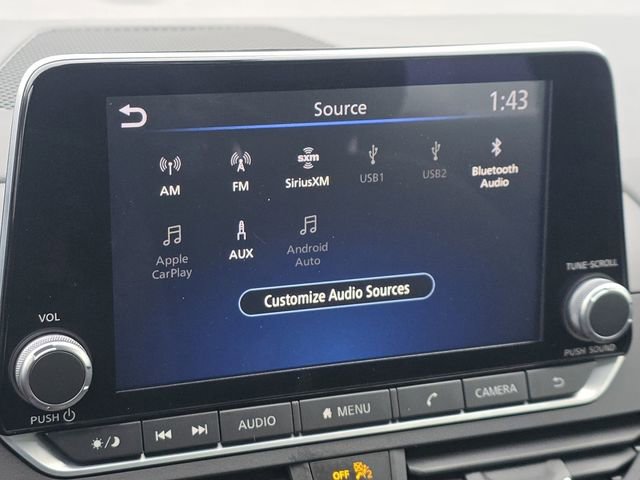 Source
1:43
AM
FM
sxm
SiriusXM
USB1
USB2
Bluetooth
Audio
Apple
CarPlay
AUX
Android
Auto
Customize Audio Sources
VOL
PUSH
TUNE-SCROLL
PUSH SOUND
AUDIO
MENU
CAMERA
OFF
2